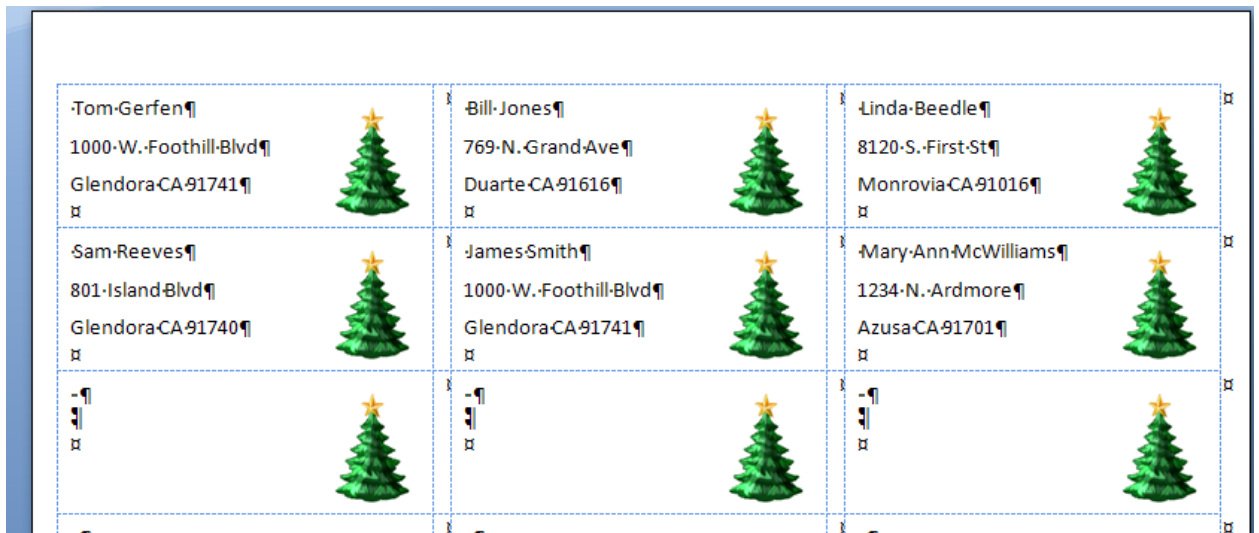 Tom Gerfen¶
1000 W. Foothill Blvd¶
Glendora CA 91741¶
¤
Bill Jones¶
769 N. Grand Ave¶
Duarte CA 91616¶
¤
Linda Beedle¶
8120 S. First St¶
Monrovia CA 91016¶
¤
Sam Reeves¶
801 Island Blvd¶
Glendora CA 91740¶
¤
James Smith¶
1000 W. Foothill Blvd¶
Glendora CA 91741¶
¤
Mary Ann McWilliams¶
1234 N. Ardmore¶
Azusa CA 91701¶
¤
-¶
¶
¤
-¶
¶
¤
-¶
¶
¤